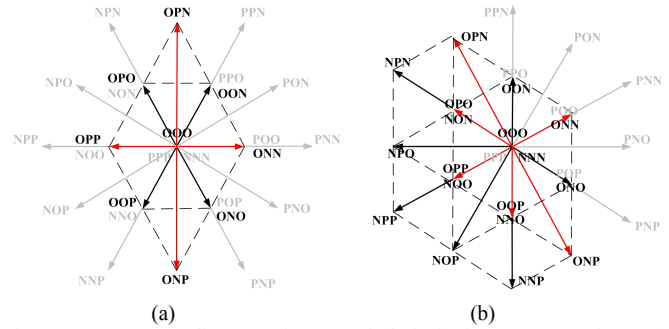 NPN OPN PPN
OPO PPO
NON OON
NPO PON
OPP OOO POO
NPP NOO PPP NNN ONN PNN
OOP POP
NNO ONO
NOP PNO
NNP PNP
ONP
(a)
PPN
OPN PON
NPN
PPO
OON
PNN
OPO POO
NON ONN
OOO
NPO PPP NNN PNO
OPP POP
NOO ONO
OOP
NNO
NPP PNP
NOP ONP
NNP
(b)